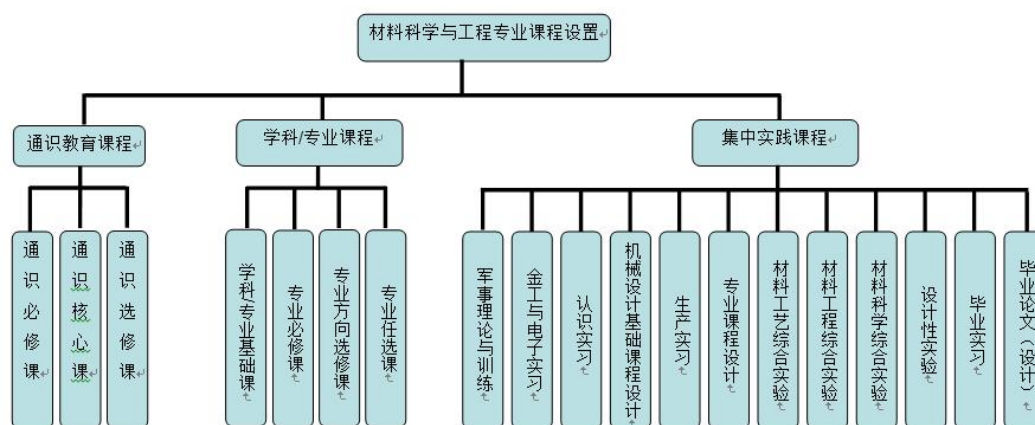 材料科学与工程专业课程设置
通识教育课程
学科/专业课程
集中实践课程
通识必修课
通识核心课
通识选修课
学科/专业基础课
专业必修课
专业方向选修课
专业任选课
军事理论与训练
金工与电子实习
认识实习
机械设计基础课程设计
生产实习
专业课程设计
材料工艺综合实验
材料工程综合实验
材料科学综合实验
设计性实验
毕业实习
毕业论文（设计）